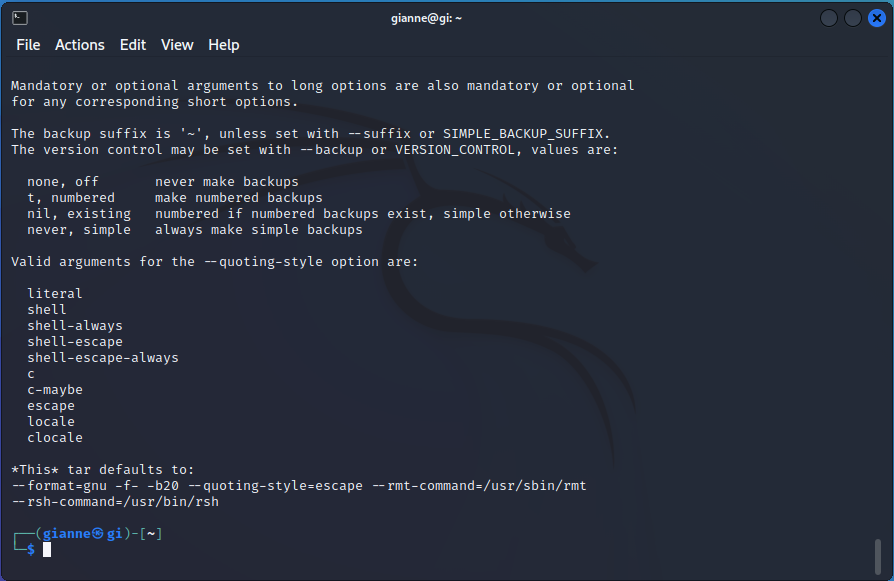 gianne@gi: ~
File Actions Edit View Help
Mandatory or optional arguments to long options are also mandatory or optional
for any corresponding short options.
The backup suffix is '~', unless set with --suffix or SIMPLE_BACKUP_SUFFIX.
The version control may be set with --backup or VERSION_CONTROL, values are:
none, off       never make backups
t, numbered     make numbered backups
nil, existing   numbered if numbered backups exist, simple otherwise
never, simple   always make simple backups
Valid arguments for the --quoting-style option are:
literal
shell
shell-always
shell-escape
shell-escape-always
c
c-maybe
escape
locale
clocale
*This* tar defaults to:
--format=gnu -f- -b20 --quoting-style=escape --rmt-command=/usr/sbin/rmt
--rsh-command=/usr/bin/rsh
┌──(gianne㉿gi)-[~]
└─$